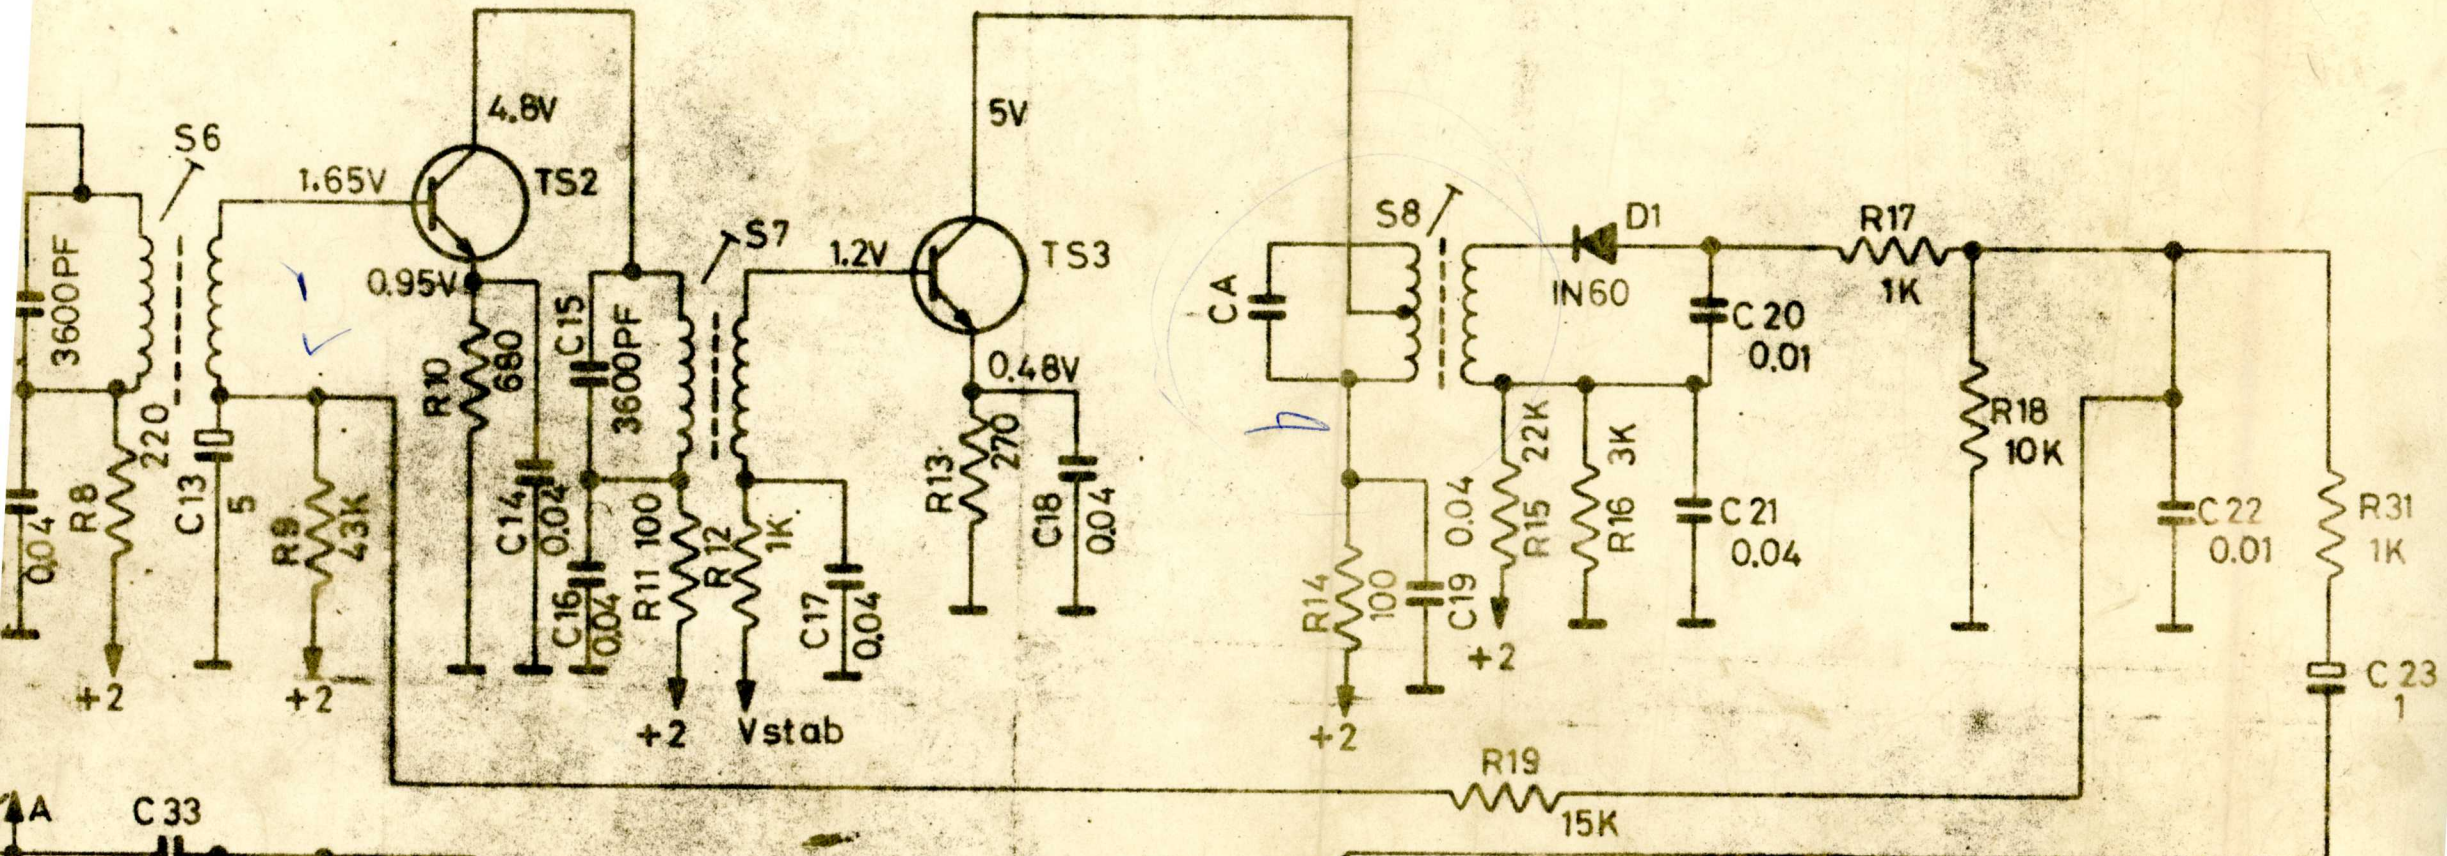 S6
3600PF
0.04
R8
220
+2
C13
5
R9
43K
+2
1.65V
4.8V
TS2
0.95V
R10
680
C14
0.04
C15
3600PF
C16
0.04
S7
R11 100
+2
R12
1K
Vstab
C17
0.04
1.2V
5V
TS3
0.48V
R13
270
C18
0.04
CA
S8
R14
100
+2
C19 0.04
D1
IN60
R15 22K
+2
R16 3K
C20
0.01
C21
0.04
R17
1K
R18
10K
C22
0.01
R31
1K
C23
1
R19
15K
A
C33